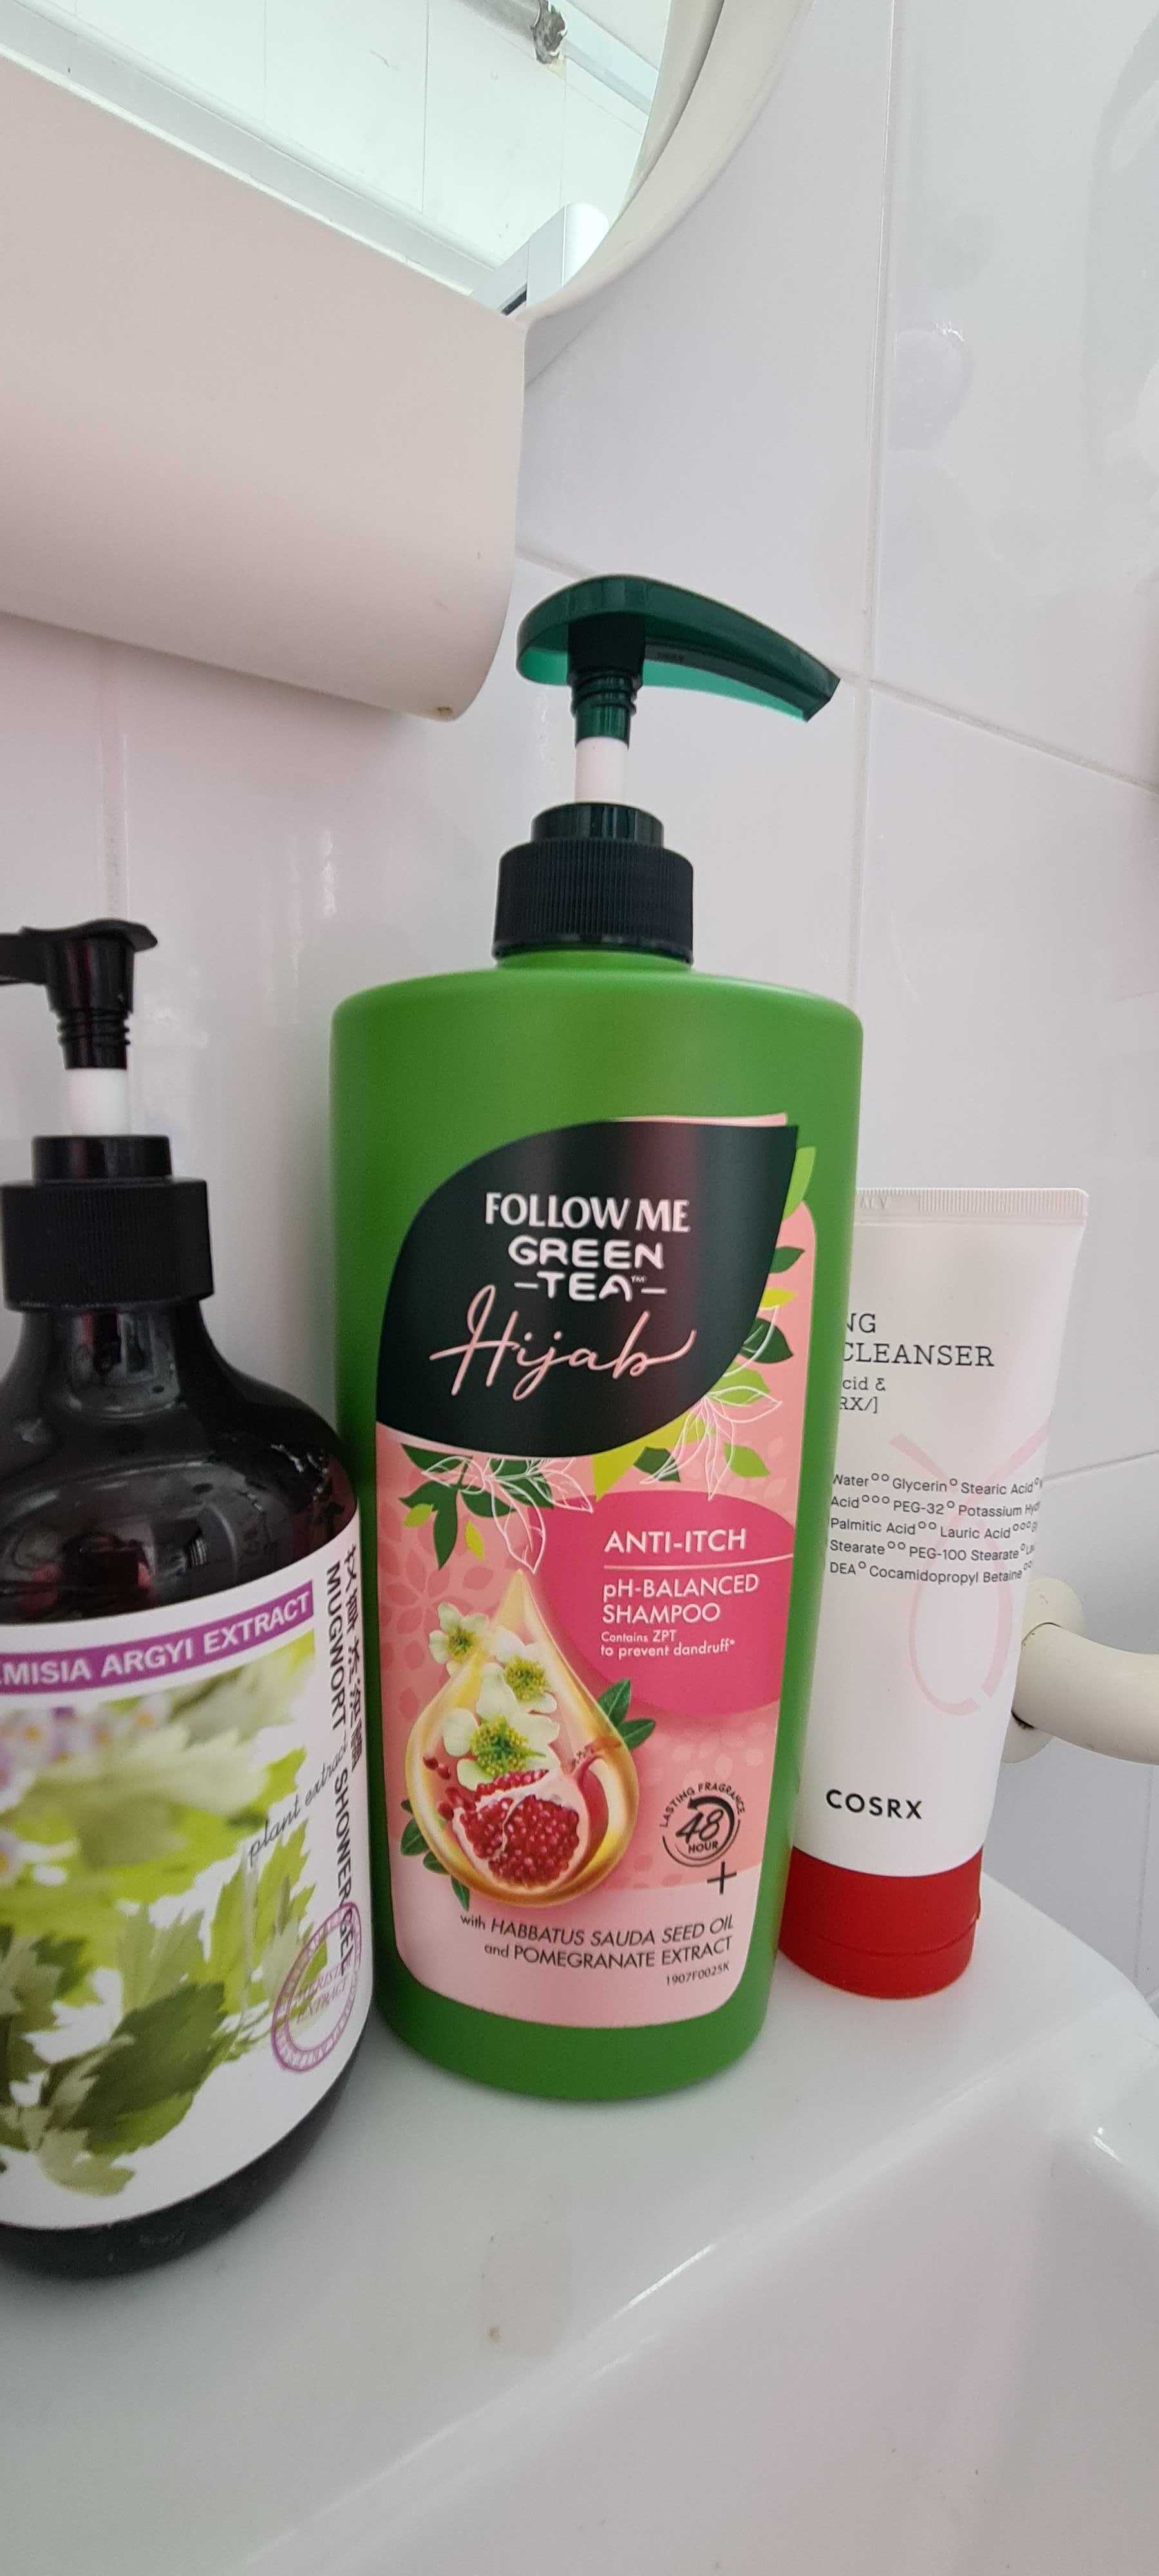 FOLLOW ME
GREEN
-TEA™-
Hijab
ANTI-ITCH
pH-BALANCED
SHAMPOO
Contains ZPT
to prevent dandruff*
LASTING FRAGRANCE
48
HOUR
+
with HABBATUS SAUDA SEED OIL
and POMEGRANATE EXTRACT
1907F0025K
MISIA ARGYI EXTRACT
MUGWORT SHOWER GEL
plant extract
EXTRACT
NG
CLEANSER
cid &
RX/]
Water°° Glycerin° Stearic Acid°
Acid°°° PEG-32° Potassium Hyd
Palmitic Acid°° Lauric Acid°°°
Stearate°° PEG-100 Stearate°
DEA° Cocamidopropyl Betaine°°
COSRX